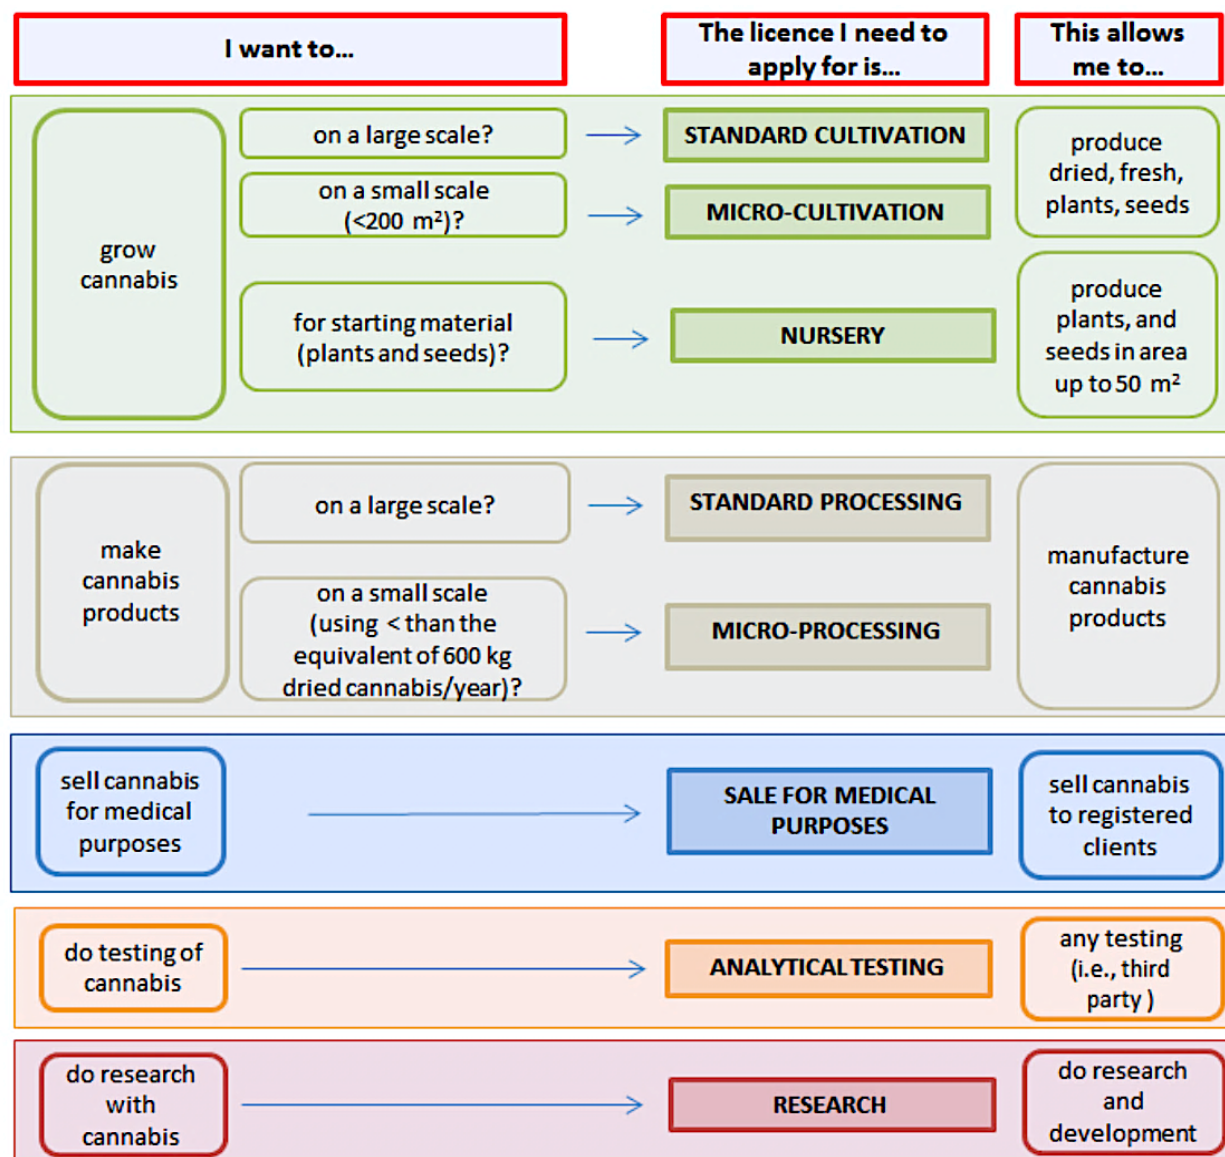 I want to...
The licence I need to
apply for is...
This allows
me to...
grow
cannabis
on a large scale?
STANDARD CULTIVATION
on a small scale
(<200 m²)?
MICRO-CULTIVATION
produce
dried, fresh,
plants, seeds
for starting material
(plants and seeds)?
NURSERY
produce
plants, and
seeds in area
up to 50 m²
make
cannabis
products
on a large scale?
STANDARD PROCESSING
on a small scale
(using < than the
equivalent of 600 kg
dried cannabis/year)?
MICRO-PROCESSING
manufacture
cannabis
products
sell cannabis
for medical
purposes
SALE FOR MEDICAL
PURPOSES
sell cannabis
to registered
clients
do testing of
cannabis
ANALYTICAL TESTING
any testing
(i.e., third
party )
do research
with
cannabis
RESEARCH
do research
and
development